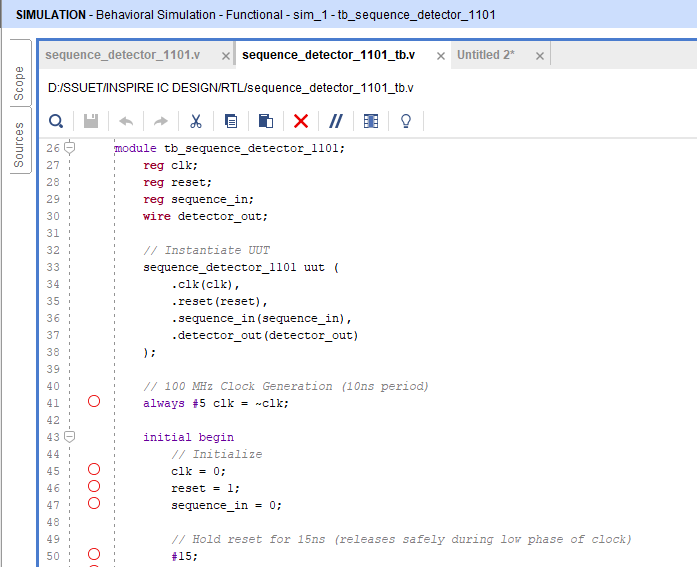 SIMULATION - Behavioral Simulation - Functional - sim_1 - tb_sequence_detector_1101
Scope
Sources
sequence_detector_1101.v × sequence_detector_1101_tb.v × Untitled 2* ×
D:/SSUET/INSPIRE IC DESIGN/RTL/sequence_detector_1101_tb.v
26 module tb_sequence_detector_1101;
27 reg clk;
28 reg reset;
29 reg sequence_in;
30 wire detector_out;
31
32 // Instantiate UUT
33 sequence_detector_1101 uut (
34 .clk(clk),
35 .reset(reset),
36 .sequence_in(sequence_in),
37 .detector_out(detector_out)
38 );
39
40 // 100 MHz Clock Generation (10ns period)
41 always #5 clk = ~clk;
42
43 initial begin
44 // Initialize
45 clk = 0;
46 reset = 1;
47 sequence_in = 0;
48
49 // Hold reset for 15ns (releases safely during low phase of clock)
50 #15;